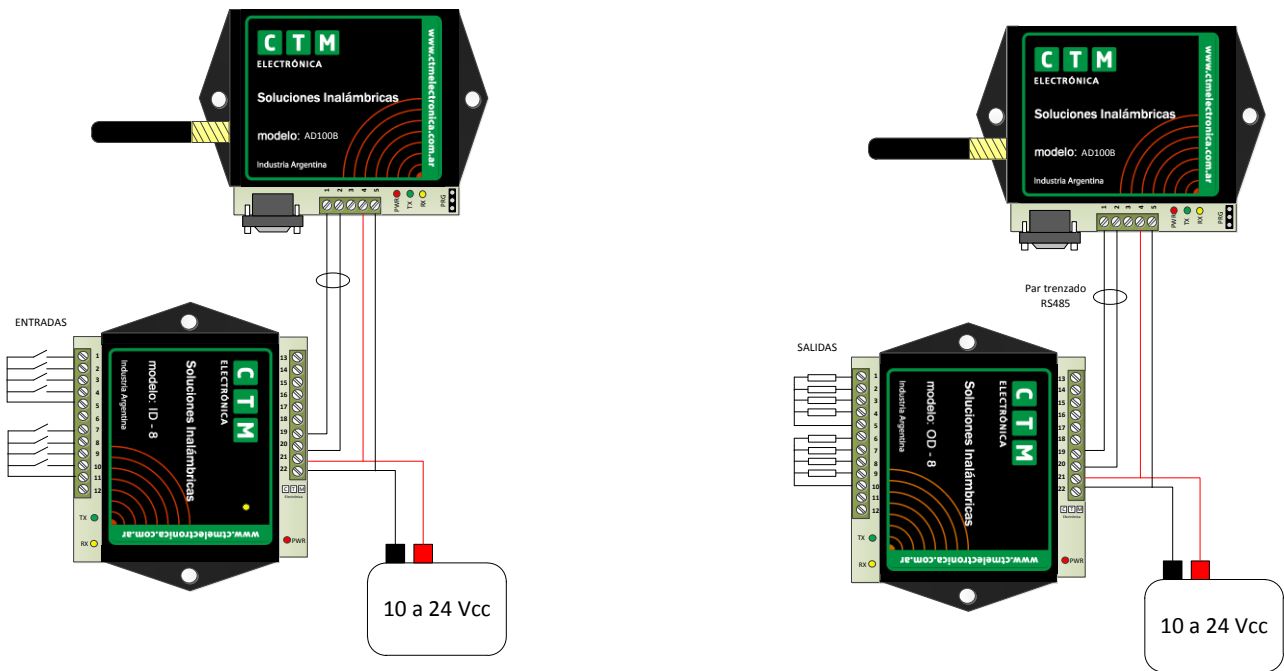 C T M
ELECTRÓNICA
Soluciones Inalámbricas
modelo: AD100B
Industria Argentina
www.ctmelectronica.com.ar
1 2 3 4 5
PWR
TX
RX
PRG
ENTRADAS
1
2
3
4
5
6
7
8
9
10
11
12
TX
RX
C T M
ELECTRÓNICA
Soluciones Inalámbricas
modelo: ID - 8
Industria Argentina
www.ctmelectronica.com.ar
13
14
15
16
17
18
19
20
21
22
C T M
Electrónica
PWR
10 a 24 Vcc
C T M
ELECTRÓNICA
Soluciones Inalámbricas
modelo: AD100B
Industria Argentina
www.ctmelectronica.com.ar
1 2 3 4 5
PWR
TX
RX
PRG
Par trenzado
RS485
SALIDAS
1
2
3
4
5
6
7
8
9
10
11
12
TX
RX
C T M
ELECTRÓNICA
Soluciones Inalámbricas
modelo: OD - 8
Industria Argentina
www.ctmelectronica.com.ar
13
14
15
16
17
18
19
20
21
22
C T M
Electrónica
PWR
10 a 24 Vcc